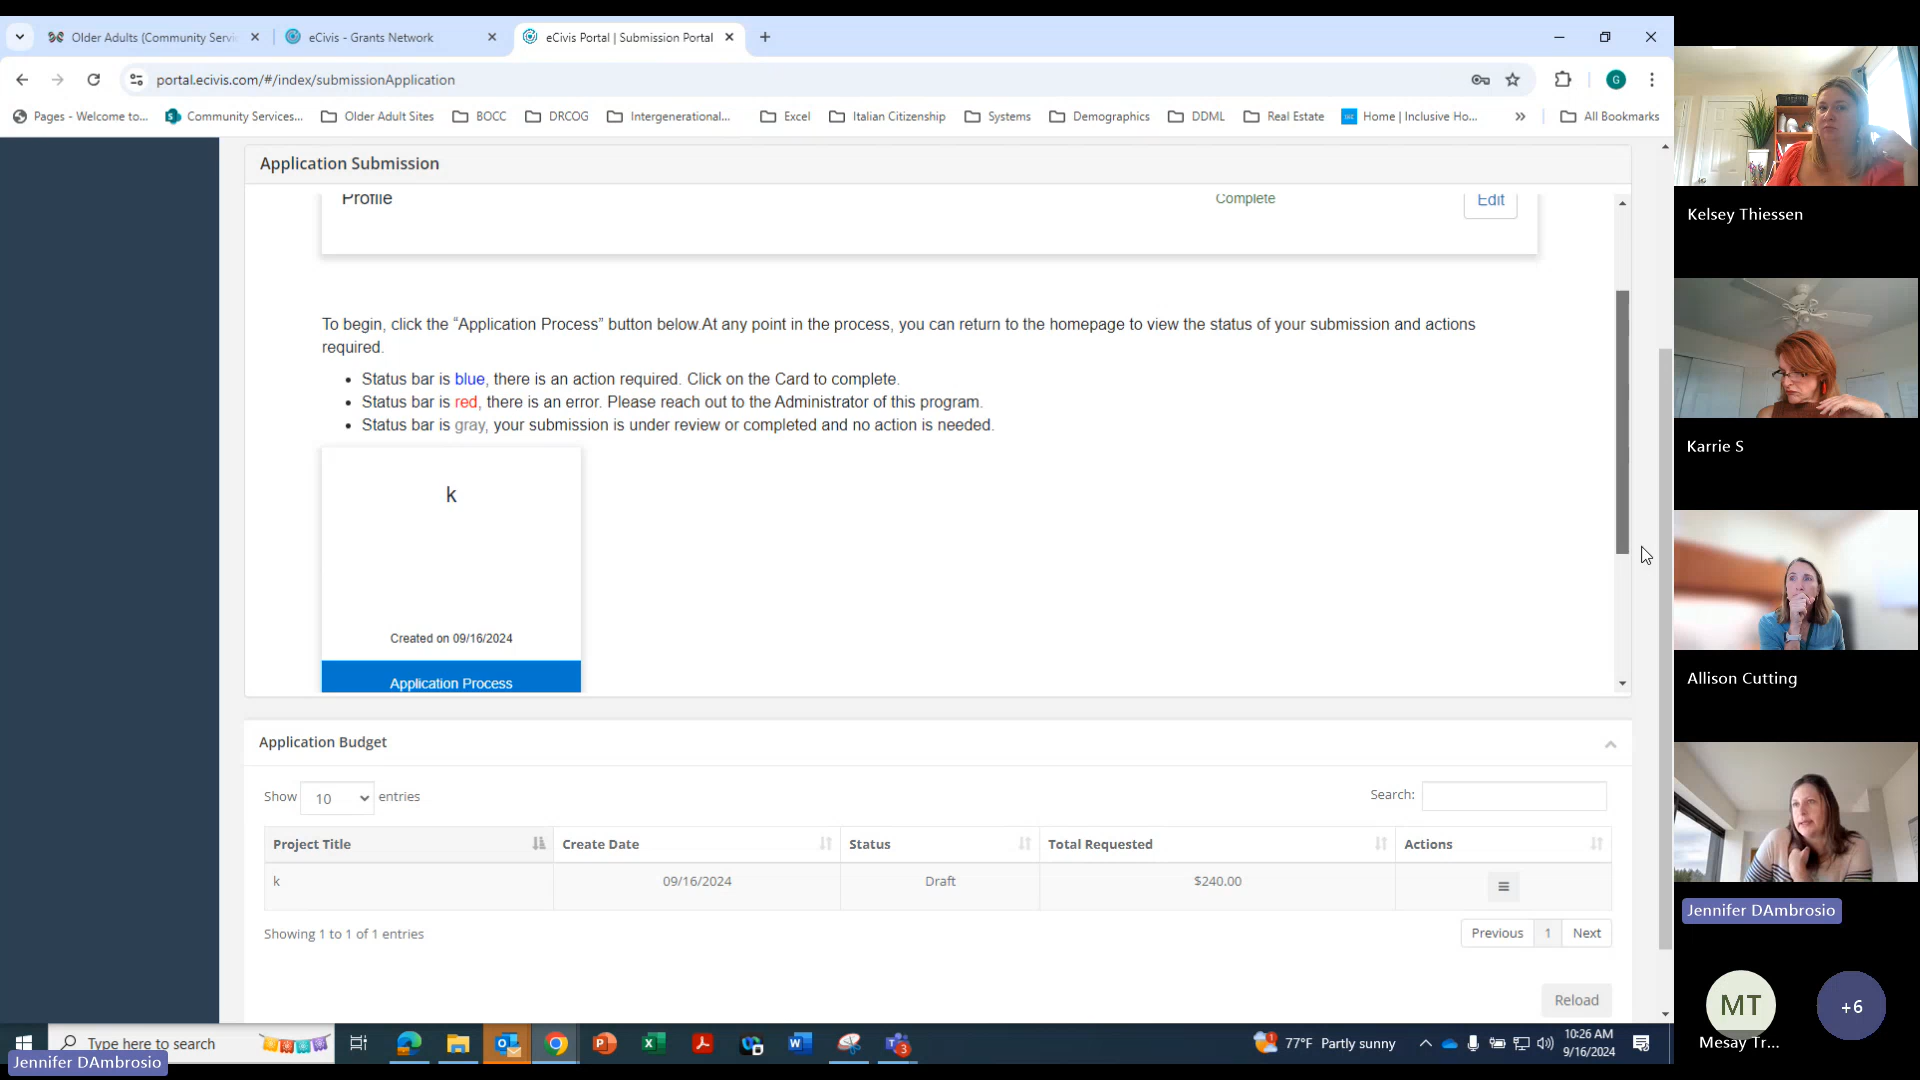 Older Adults (Community Servi
eCivis - Grants Network
eCivis Portal | Submission Portal
portal.ecivis.com/#/index/submissionApplication
G
Pages - Welcome to...
Community Services...
Older Adult Sites
BOCC
DRCOG
Intergenerational...
Excel
Italian Citizenship
Systems
Demographics
DDML
Real Estate
Home | Inclusive Ho...
All Bookmarks
Application Submission
Profile
Complete
Edit
To begin, click the “Application Process” button below.At any point in the process, you can return to the homepage to view the status of your submission and actions
required.
• Status bar is blue, there is an action required. Click on the Card to complete.
• Status bar is red, there is an error. Please reach out to the Administrator of this program.
• Status bar is gray, your submission is under review or completed and no action is needed.
k
Created on 09/16/2024
Application Process
Application Budget
Show 10 entries
Search:
Project Title
Create Date
Status
Total Requested
Actions
k
09/16/2024
Draft
$240.00
Showing 1 to 1 of 1 entries
Previous
1
Next
Reload
Type here to search
77°F Partly sunny
10:26 AM
9/16/2024
Jennifer DAmbrosio
Kelsey Thiessen
Karrie S
Allison Cutting
Jennifer DAmbrosio
MT
+6
Mesay Tr...